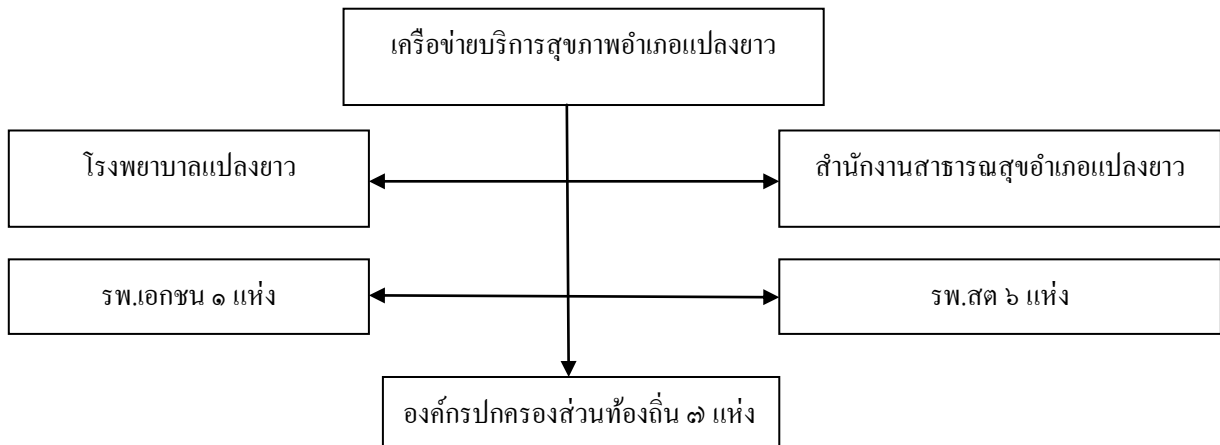 เครือข่ายบริการสุขภาพอำเภอแปลงยาว
โรงพยาบาลแปลงยาว
สำนักงานสาธารณสุขอำเภอแปลงยาว
รพ.เอกชน ๑ แห่ง
รพ.สต ๖ แห่ง
องค์กรปกครองส่วนท้องถิ่น ๗ แห่ง